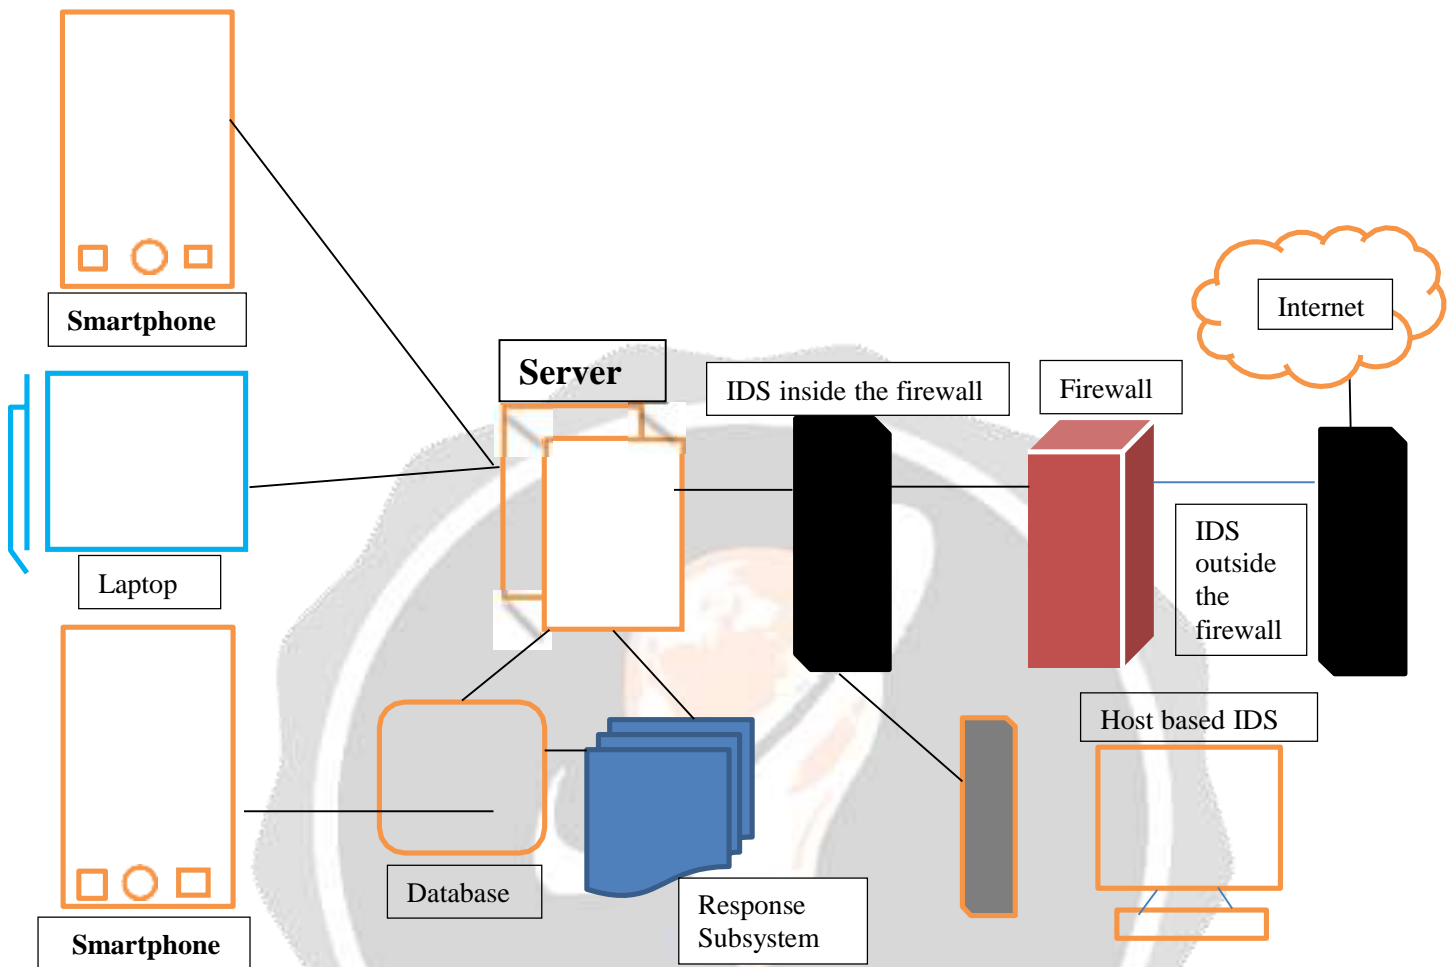 Smartphone
Server
IDS inside the firewall
Firewall
Internet
Laptop
IDS
outside
the
firewall
Host based IDS
Database
Response
Subsystem
Smartphone